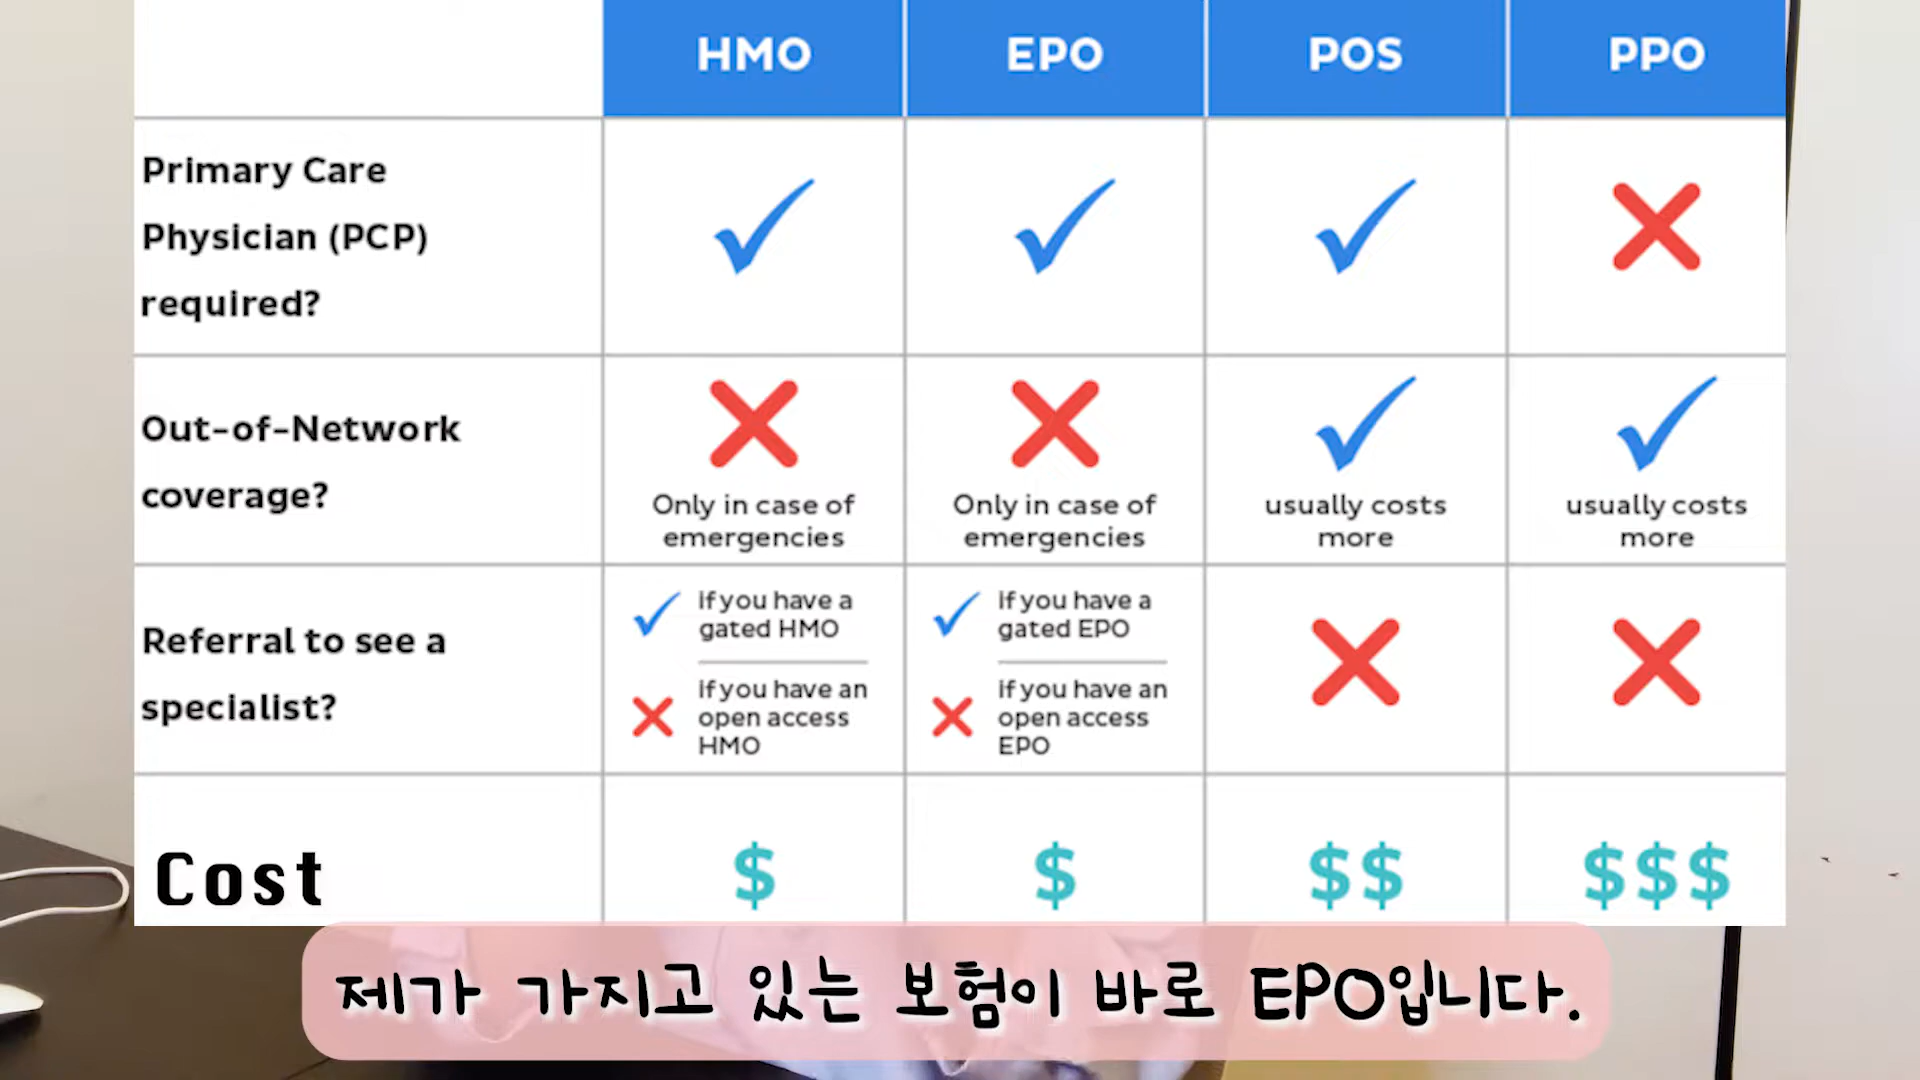 HMO EPO POS PPO
Primary Care
Physician (PCP)
required?
Out-of-Network
coverage?
Only in case of
emergencies
Only in case of
emergencies
usually costs
more
usually costs
more
Referral to see a
specialist?
if you have a
gated HMO
if you have an
open access
HMO
if you have a
gated EPO
if you have an
open access
EPO
Cost $ $ $$ $$$
제가 가지고 있는 보험이 바로 EPO입니다.